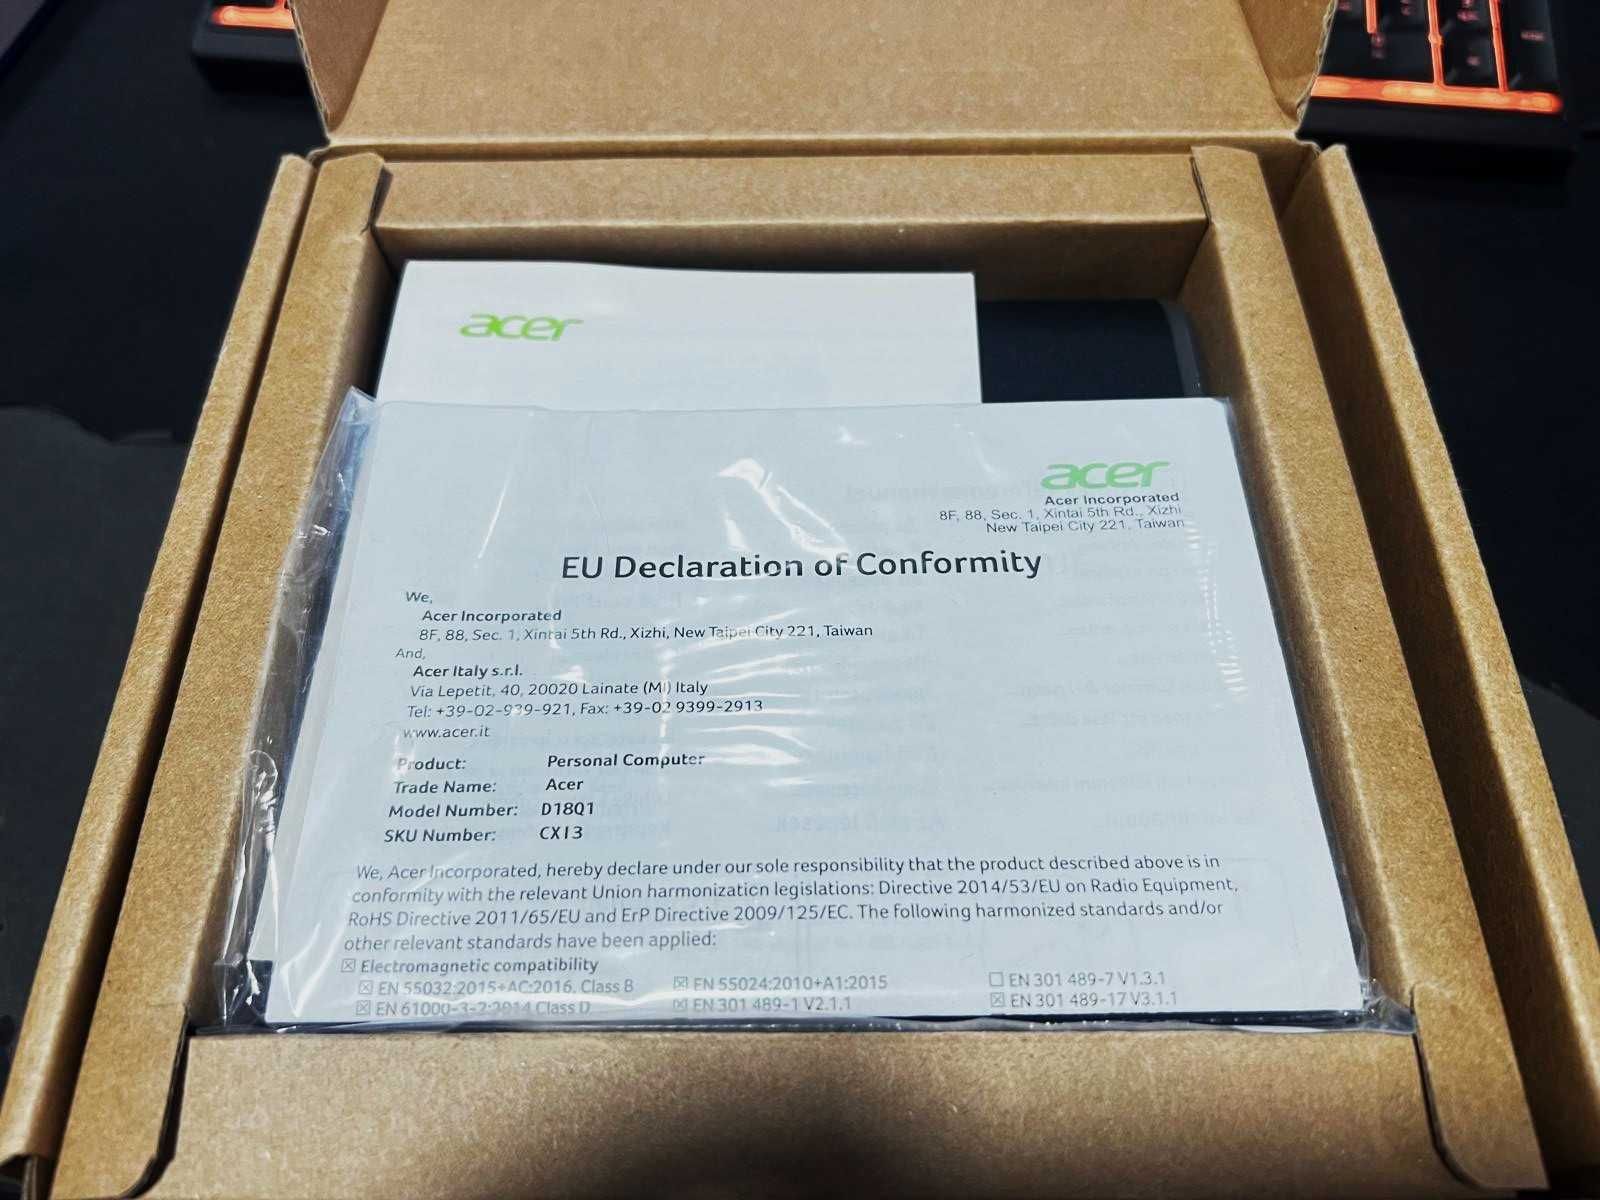 acer
acer
Acer Incorporated
8F, 88, Sec. 1, Xintai 5th Rd., Xizhi
New Taipei City 221, Taiwan
EU Declaration of Conformity
We,
Acer Incorporated
8F, 88, Sec. 1, Xintai 5th Rd., Xizhi, New Taipei City 221, Taiwan
And,
Acer Italy s.r.l.
Via Lepetit, 40, 20020 Lainate (MI) Italy
Tel: +39-02-939-921, Fax: +39-02 9399-2913
www.acer.it
Product: Personal Computer
Trade Name: Acer
Model Number: D18Q1
SKU Number: CXI3
We, Acer Incorporated, hereby declare under our sole responsibility that the product described above is in
conformity with the relevant Union harmonization legislations: Directive 2014/53/EU on Radio Equipment,
RoHS Directive 2011/65/EU and ErP Directive 2009/125/EC. The following harmonized standards and/or
other relevant standards have been applied:
☒ Electromagnetic compatibility
☒ EN 55032:2015+AC:2016, Class B ☒ EN 55024:2010+A1:2015 ☐ EN 301 489-7 V1.3.1
☒ EN 61000-3-2:2014 Class D ☒ EN 301 489-1 V2.1.1 ☒ EN 301 489-17 V3.1.1